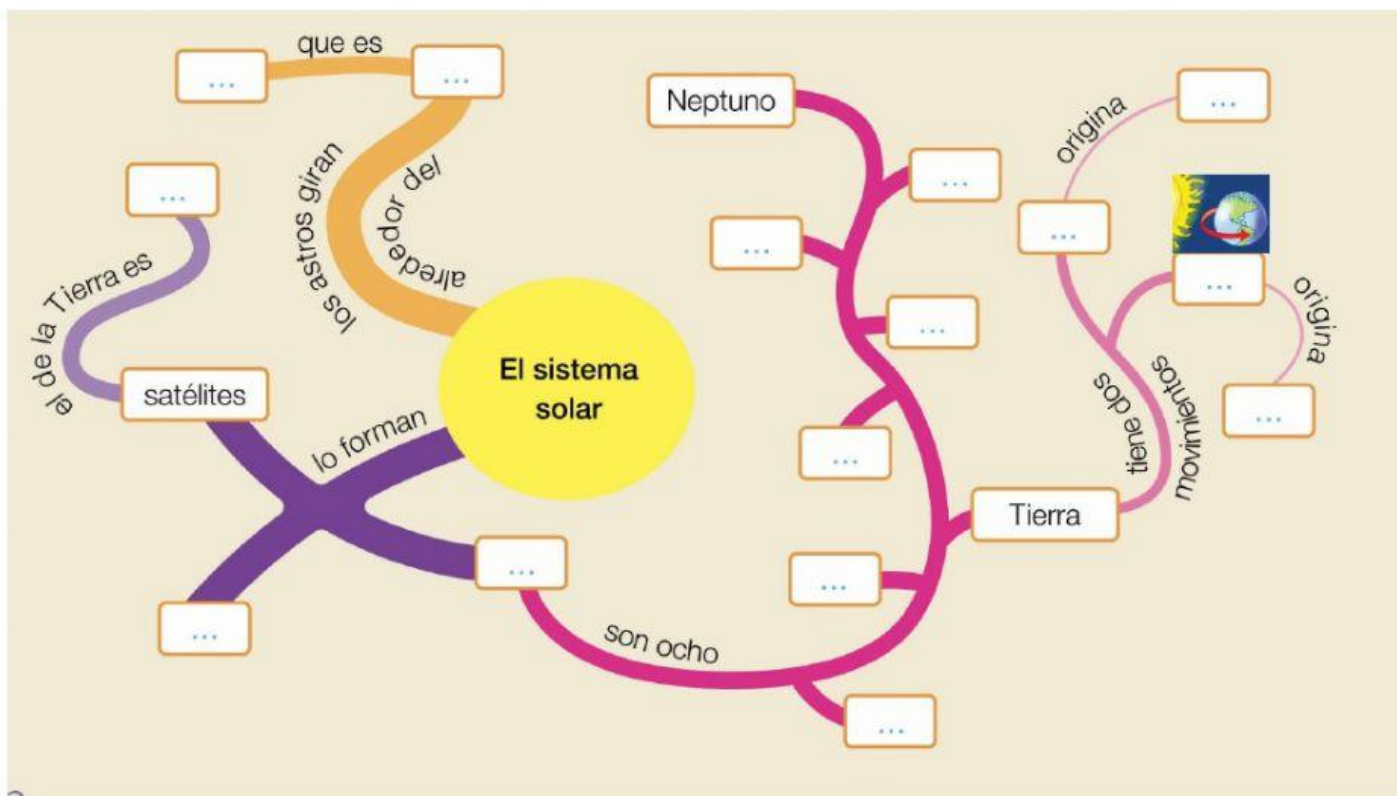 que es
...
...
los astros giran
alrededor del
...
el de la Tierra es
satélites
lo forman
El sistema
solar
...
...
son ocho
Neptuno
...
...
...
...
...
...
Tierra
tiene dos
movimientos
...
origina
...
...
origina
...